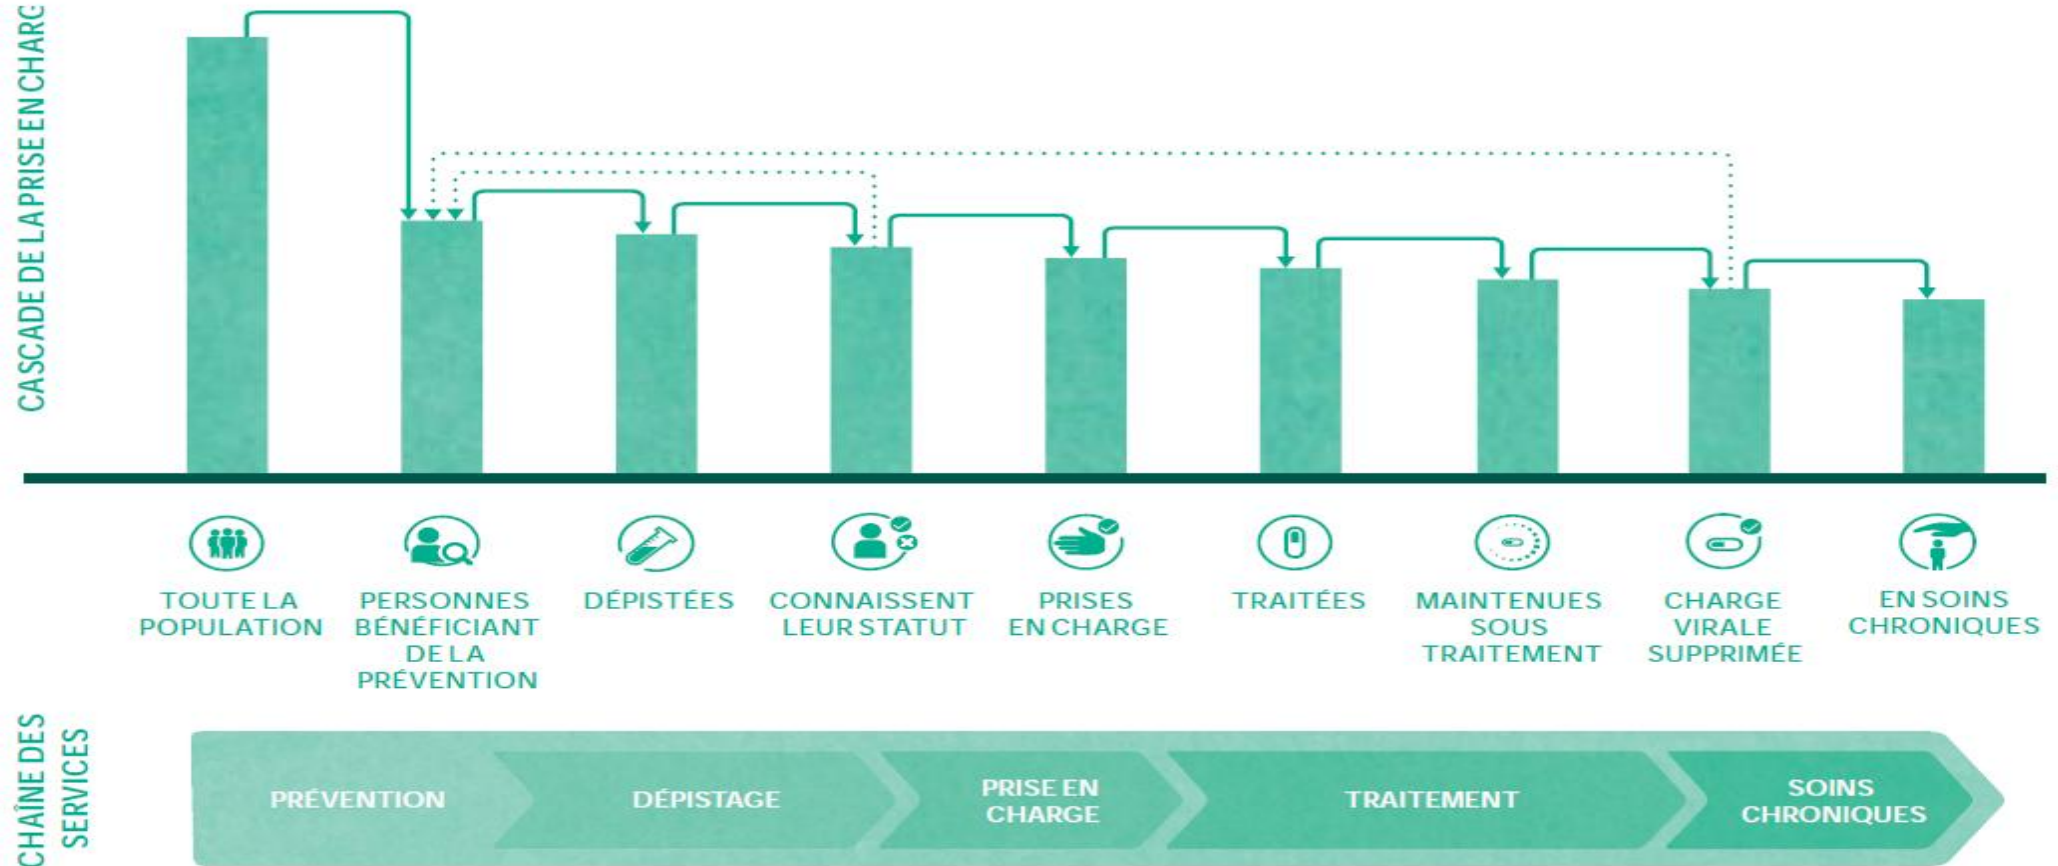 CASCADE DE LA PRISE EN CHARG
TOUTE LA
POPULATION
PERSONNES
BÉNÉFICIANT
DE LA
PRÉVENTION
DÉPISTÉES
CONNAISSENT
LEUR STATUT
PRISES
EN CHARGE
TRAITÉES
MAINTENUES
SOUS
TRAITEMENT
CHARGE
VIRALE
SUPPRIMÉE
EN SOINS
CHRONIQUES
CHAÎNE DES
SERVICES
PRÉVENTION
DÉPISTAGE
PRISE EN
CHARGE
TRAITEMENT
SOINS
CHRONIQUES